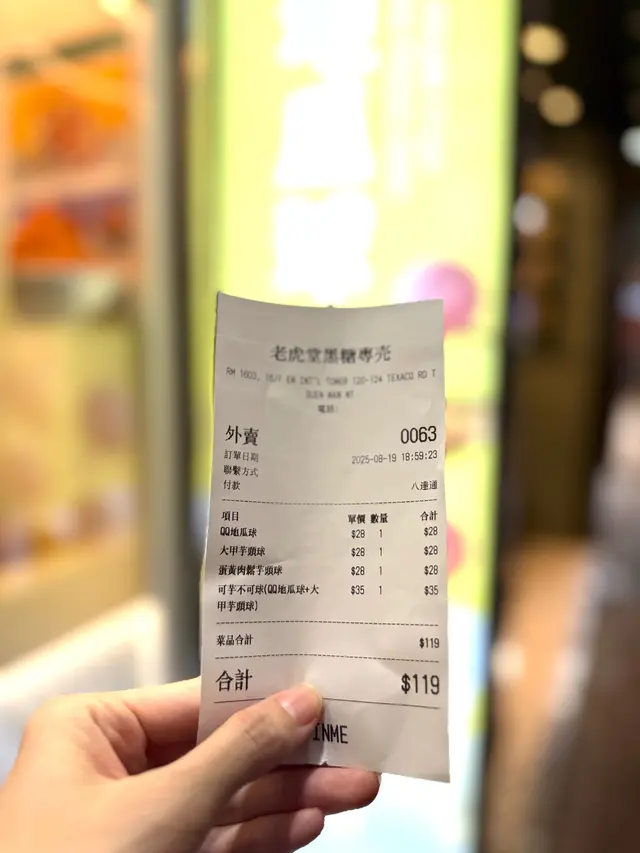 老虎堂黑糖專売
RM 1603, 16/F EW INT'L TOWER 120-124 TEXACO RD T
SUEN WAN NT
電話:
外賣 0063
訂單日期 2025-08-19 18:59:23
聯繫方式
付款 八達通
項目 單價 數量 合計
QQ地瓜球 $28 1 $28
大甲芋頭球 $28 1 $28
蛋黃肉鬆芋頭球 $28 1 $28
可芋不可球(QQ地瓜球+大 $35 1 $35
甲芋頭球)
菜品合計 $119
合計 $119
INME